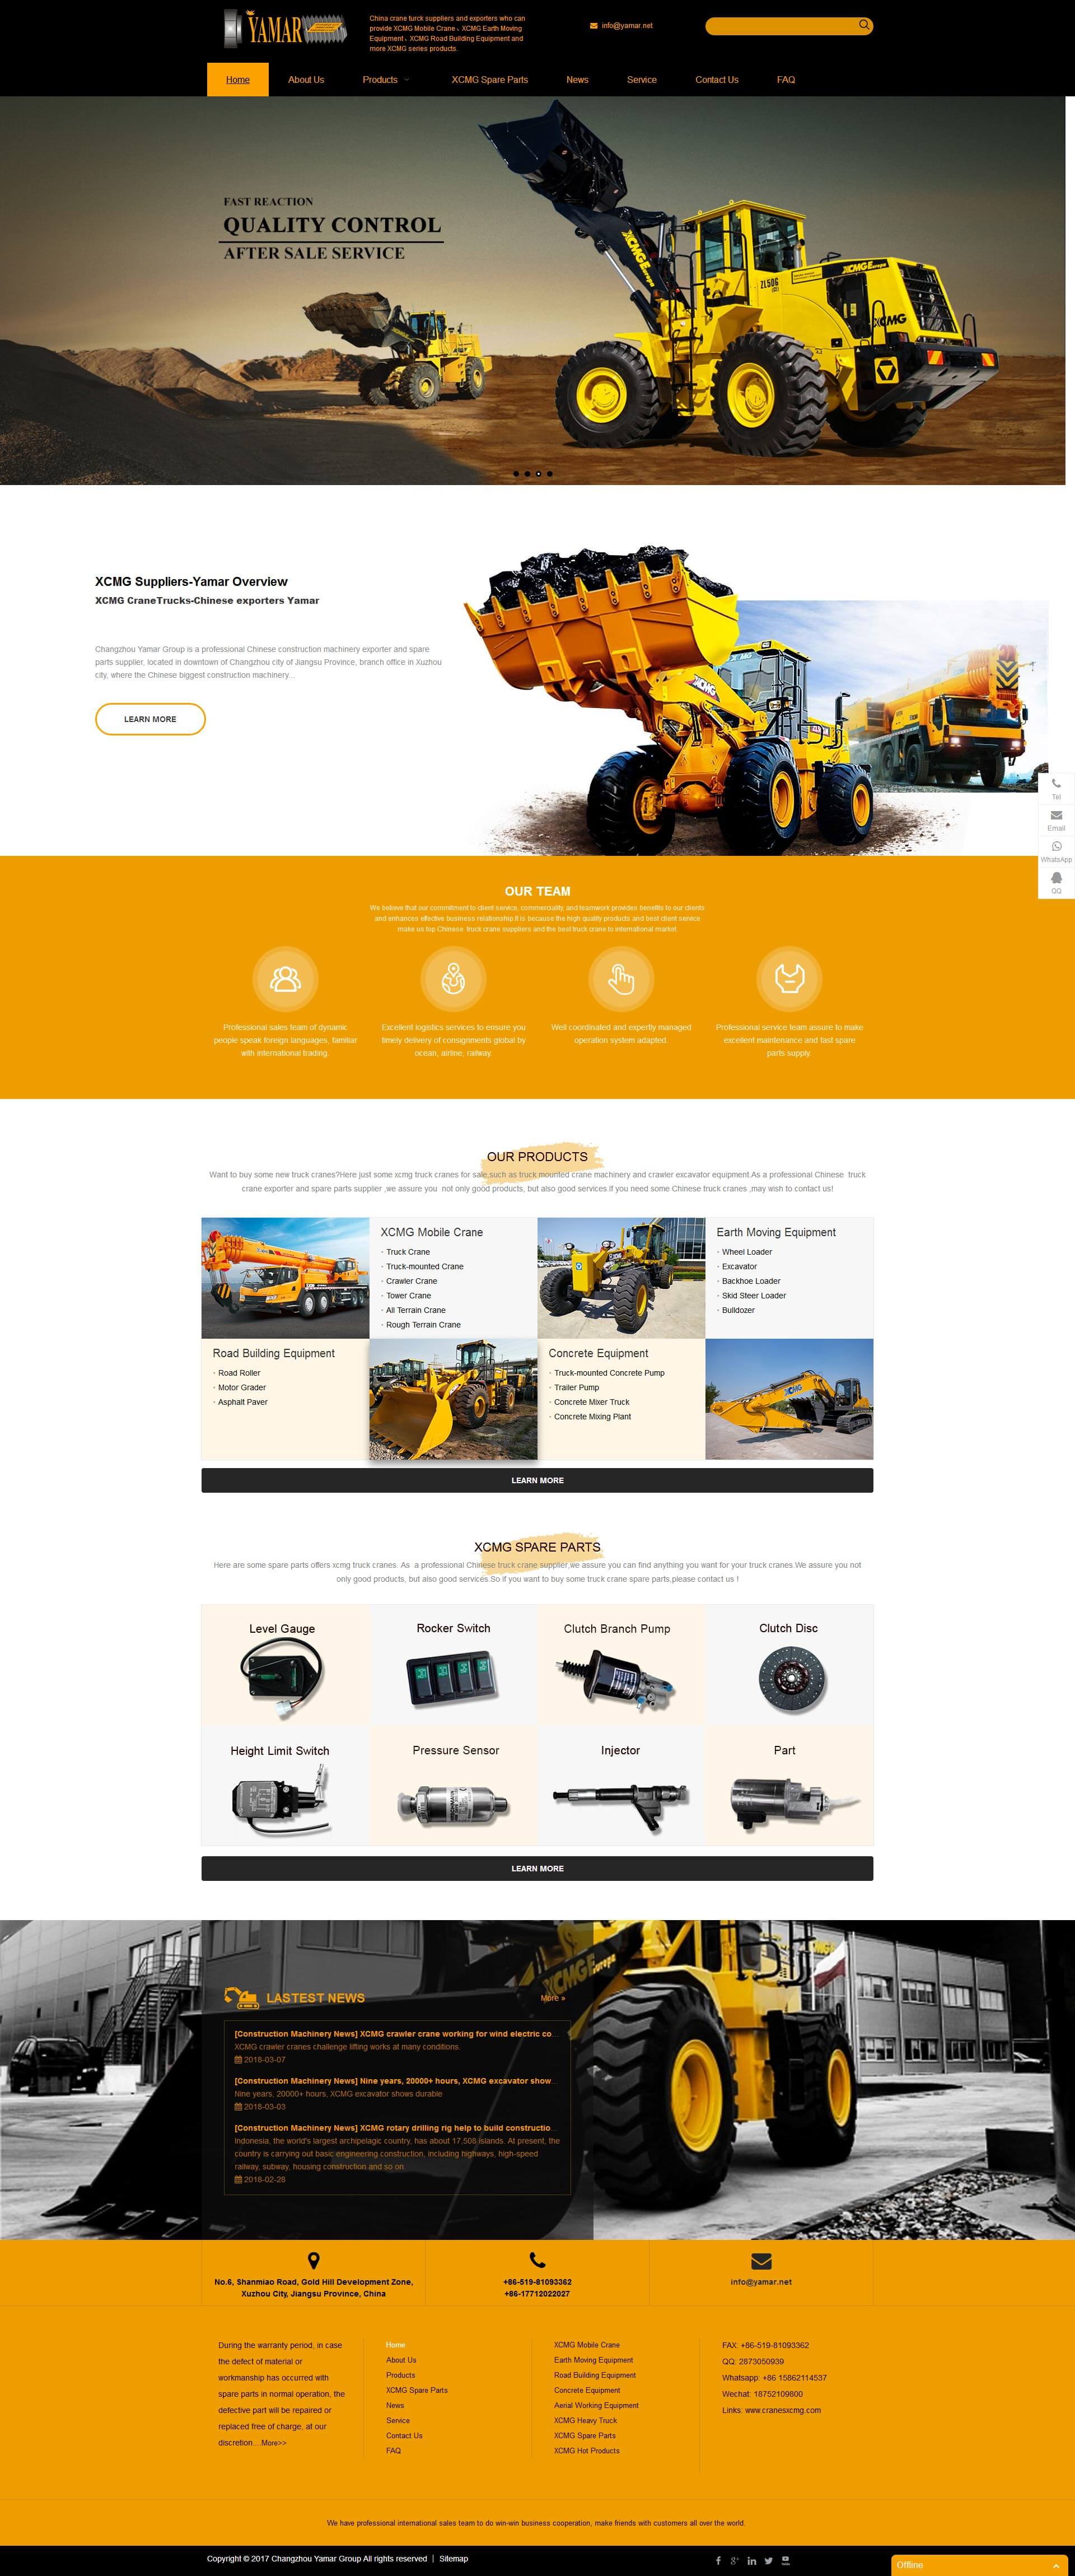 YAMAR
China crane turck suppliers and exporters who can
provide XCMG Mobile Crane、XCMG Earth Moving
Equipment、XCMG Road Building Equipment and
more XCMG series products.
info@yamar.net
Home
About Us
Products
XCMG Spare Parts
News
Service
Contact Us
FAQ
FAST REACTION
QUALITY CONTROL
AFTER SALE SERVICE
XCMG Europa
ZL50G
XCMG
XCMG Suppliers-Yamar Overview
XCMG CraneTrucks-Chinese exporters Yamar
Changzhou Yamar Group is a professional Chinese construction machinery exporter and spare
parts supplier, located in downtown of Changzhou city of Jiangsu Province, branch office in Xuzhou
city, where the Chinese biggest construction machinery...
LEARN MORE
XCMG
Tel
Email
WhatsApp
QQ
OUR TEAM
We believe that our commitment to client service, commerciality, and teamwork provides benefits to our clients
and enhances effective business relationship.It is because the high quality products and best client service
make us top Chinese truck crane suppliers and the best truck crane to international market.
Professional sales team of dynamic
people speak foreign languages, familiar
with international trading.
Excellent logistics services to ensure you
timely delivery of consignments global by
ocean, airline, railway.
Well coordinated and expertly managed
operation system adapted.
Professional service team assure to make
excellent maintenance and fast spare
parts supply.
OUR PRODUCTS
Want to buy some new truck cranes?Here just some xcmg truck cranes for sale,such as truck mounted crane machinery and crawler excavator equipment.As a professional Chinese truck
crane exporter and spare parts supplier ,we assure you not only good products, but also good services.If you need some Chinese truck cranes ,may wish to contact us!
XCMG Mobile Crane
· Truck Crane
· Truck-mounted Crane
· Crawler Crane
· Tower Crane
· All Terrain Crane
· Rough Terrain Crane
Earth Moving Equipment
· Wheel Loader
· Excavator
· Backhoe Loader
· Skid Steer Loader
· Bulldozer
Road Building Equipment
· Road Roller
· Motor Grader
· Asphalt Paver
Concrete Equipment
· Truck-mounted Concrete Pump
· Trailer Pump
· Concrete Mixer Truck
· Concrete Mixing Plant
XCMG
LEARN MORE
XCMG SPARE PARTS
Here are some spare parts offers xcmg truck cranes. As a professional Chinese truck crane supplier,we assure you can find anything you want for your truck cranes.We assure you not
only good products, but also good services.So if you want to buy some truck crane spare parts,please contact us !
Level Gauge
Rocker Switch
Clutch Branch Pump
Clutch Disc
Height Limit Switch
Pressure Sensor
Injector
Part
LEARN MORE
XCMG Europa
LASTEST NEWS
More »
[Construction Machinery News] XCMG crawler crane working for wind electric co...
XCMG crawler cranes challenge lifting works at many conditions.
2018-03-07
[Construction Machinery News] Nine years, 20000+ hours, XCMG excavator show...
Nine years, 20000+ hours, XCMG excavator shows durable
2018-03-03
[Construction Machinery News] XCMG rotary drilling rig help to build constructio...
Indonesia, the world's largest archipelagic country, has about 17,508 islands. At present, the
country is carrying out basic engineering construction, including highways, high-speed
railway, subway, housing construction and so on.
2018-02-28
No.6, Shanmiao Road, Gold Hill Development Zone,
Xuzhou City, Jiangsu Province, China
+86-519-81093362
+86-17712022027
info@yamar.net
During the warranty period, in case
the defect of material or
workmanship has occurred with
spare parts in normal operation, the
defective part will be repaired or
replaced free of charge, at our
discretion....More>>
Home
About Us
Products
XCMG Spare Parts
News
Service
Contact Us
FAQ
XCMG Mobile Crane
Earth Moving Equipment
Road Building Equipment
Concrete Equipment
Aerial Working Equipment
XCMG Heavy Truck
XCMG Spare Parts
XCMG Hot Products
FAX: +86-519-81093362
QQ: 2873050939
Whatsapp: +86 15862114537
Wechat: 18752109800
Links: www.cranesxcmg.com
We have professional international sales team to do win-win business cooperation, make friends with customers all over the world.
Copyright © 2017 Changzhou Yamar Group All rights reserved | Sitemap
Offline